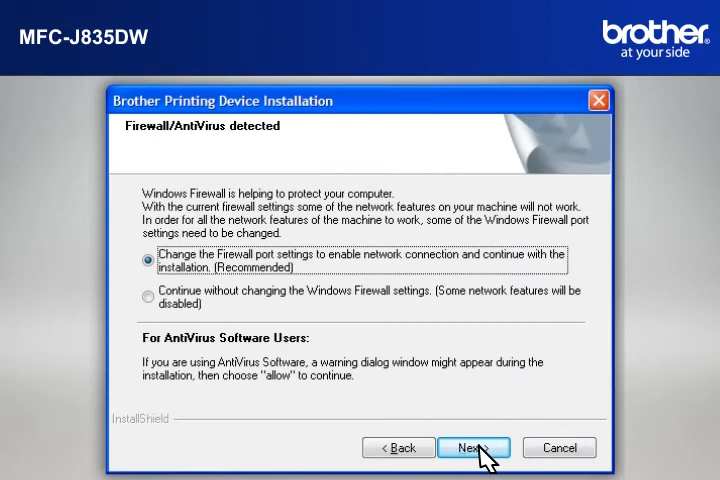 MFC-J835DW
brother®
at your side
Brother Printing Device Installation
Firewall/AntiVirus detected
Windows Firewall is helping to protect your computer.
With the current firewall settings some of the network features on your machine will not work.
In order for all the network features of the machine to work, some of the Windows Firewall port
settings need to be changed.
Change the Firewall port settings to enable network connection and continue with the
installation. (Recommended)
Continue without changing the Windows Firewall settings. (Some network features will be
disabled)
For AntiVirus Software Users:
If you are using AntiVirus Software, a warning dialog window might appear during the
installation, then choose "allow" to continue.
InstallShield
< Back
Next >
Cancel